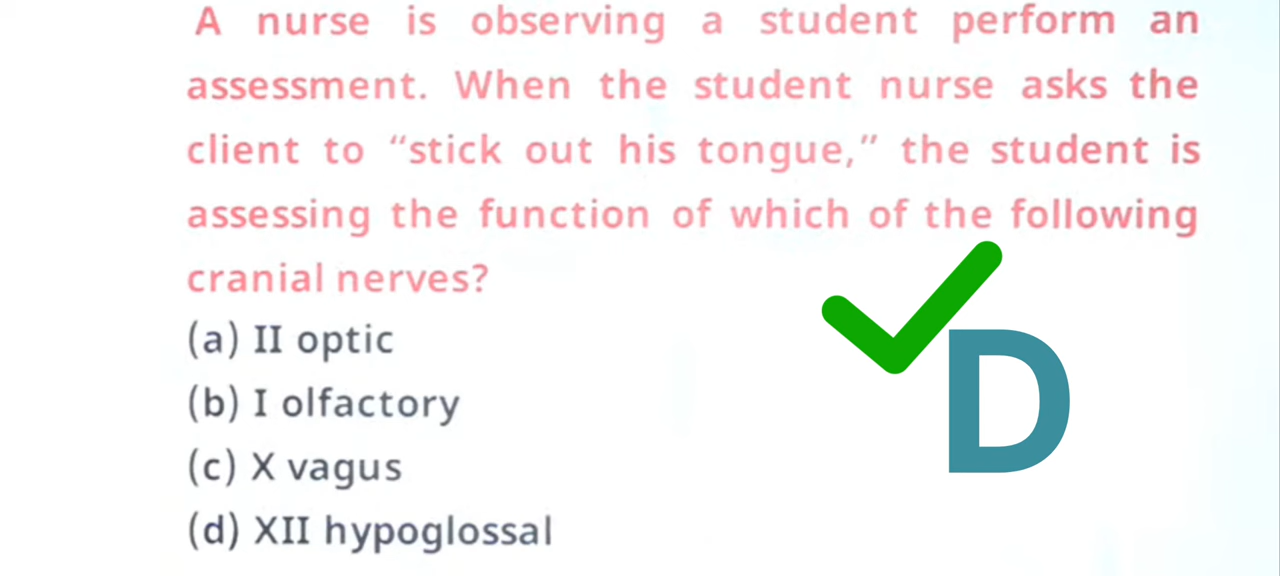 A nurse is observing a student perform an
assessment. When the student nurse asks the
client to “stick out his tongue,” the student is
assessing the function of which of the following
cranial nerves?
(a) II optic
(b) I olfactory
(c) X vagus
(d) XII hypoglossal
D